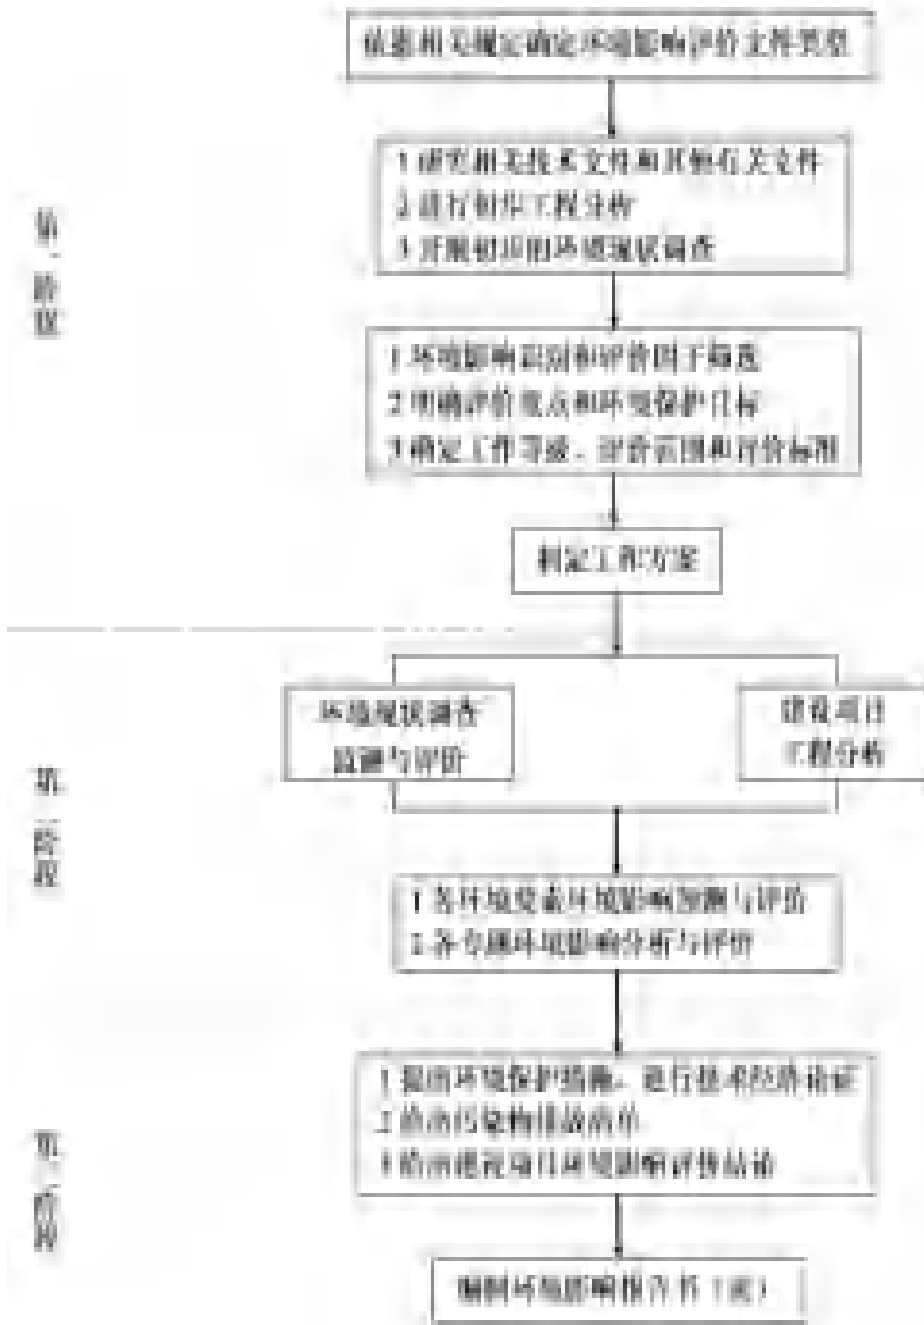 依据相关规定确定环境影响评价文件类型
1 研究相关技术文件和其他有关文件
2 进行初步工程分析
3 开展初步的环境现状调查
第一阶段
1 环境影响识别和评价因子筛选
2 明确评价重点和环境保护目标
3 确定工作等级、评价范围和评价标准
制定工作方案
环境现状调查
监测与评价
建设项目
工程分析
第二阶段
1 各环境要素环境影响预测与评价
2 各专题环境影响分析与评价
1 提出环境保护措施，进行技术经济论证
2 给出污染物排放清单
3 给出建设项目环境影响评价结论
第三阶段
编制环境影响报告书（表）